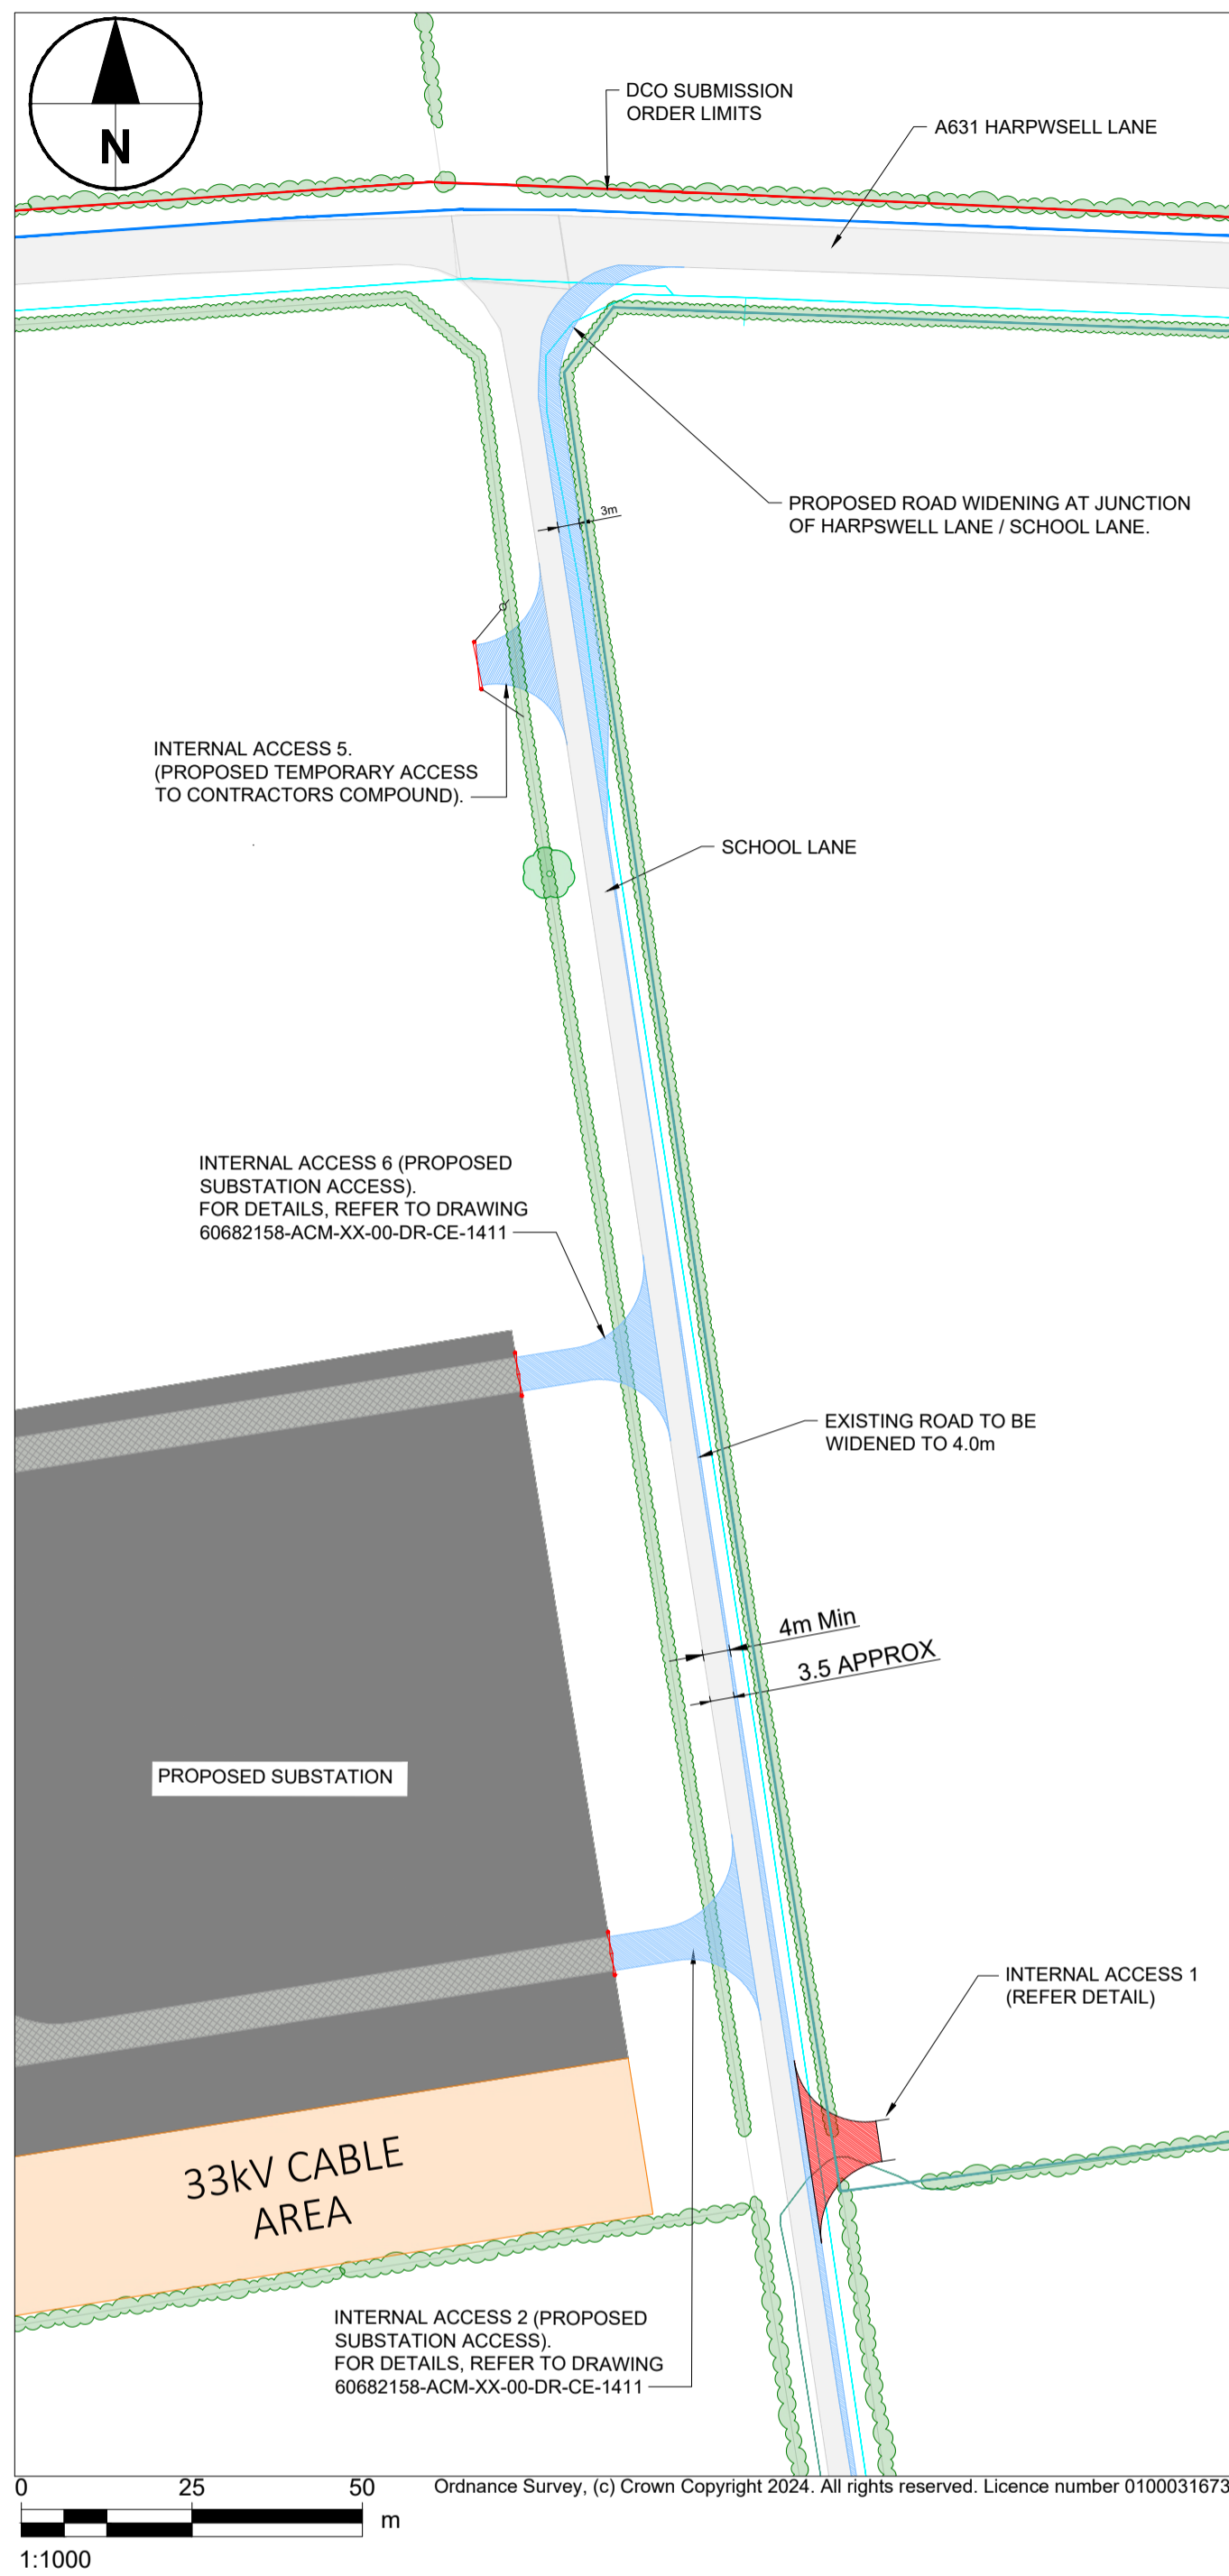 N
DCO SUBMISSION
ORDER LIMITS
A631 HARPWSELL LANE
PROPOSED ROAD WIDENING AT JUNCTION
OF HARPSWELL LANE / SCHOOL LANE.
3m
INTERNAL ACCESS 5.
(PROPOSED TEMPORARY ACCESS
TO CONTRACTORS COMPOUND).
SCHOOL LANE
INTERNAL ACCESS 6 (PROPOSED
SUBSTATION ACCESS).
FOR DETAILS, REFER TO DRAWING
60682158-ACM-XX-00-DR-CE-1411
EXISTING ROAD TO BE
WIDENED TO 4.0m
4m Min
3.5 APPROX
PROPOSED SUBSTATION
INTERNAL ACCESS 1
(REFER DETAIL)
33kV CABLE
AREA
INTERNAL ACCESS 2 (PROPOSED
SUBSTATION ACCESS).
FOR DETAILS, REFER TO DRAWING
60682158-ACM-XX-00-DR-CE-1411
0 25 50
m
1:1000
Ordnance Survey, (c) Crown Copyright 2024. All rights reserved. Licence number 0100031673